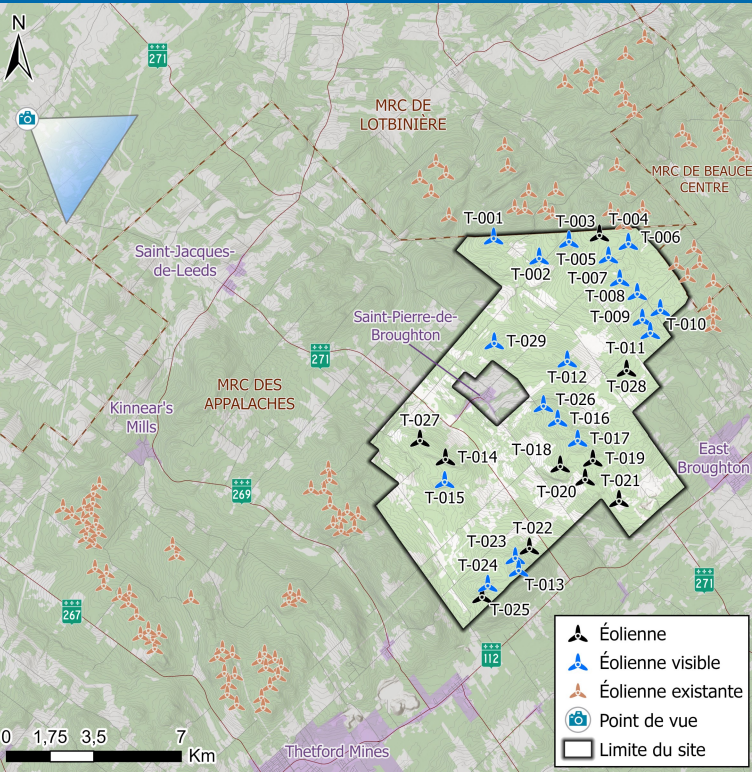 N
271
MRC DE
LOTBINIÈRE
MRC DE BEAUCE
CENTRE
T-001
T-003
T-004
T-006
T-002
T-005
T-007
T-008
T-009
T-010
T-011
Saint-Jacques-
de-Leeds
Saint-Pierre-de-
Broughton
T-029
T-012
T-028
271
MRC DES
APPALACHES
Kinnear's
Mills
T-026
T-016
T-027
T-014
T-015
T-017
T-018
T-019
T-020
T-021
East
Broughton
269
T-022
T-023
T-024
T-013
T-025
271
267
112
Thetford Mines
Éolienne
Éolienne visible
Éolienne existante
Point de vue
Limite du site
0 1,75 3,5 7
Km